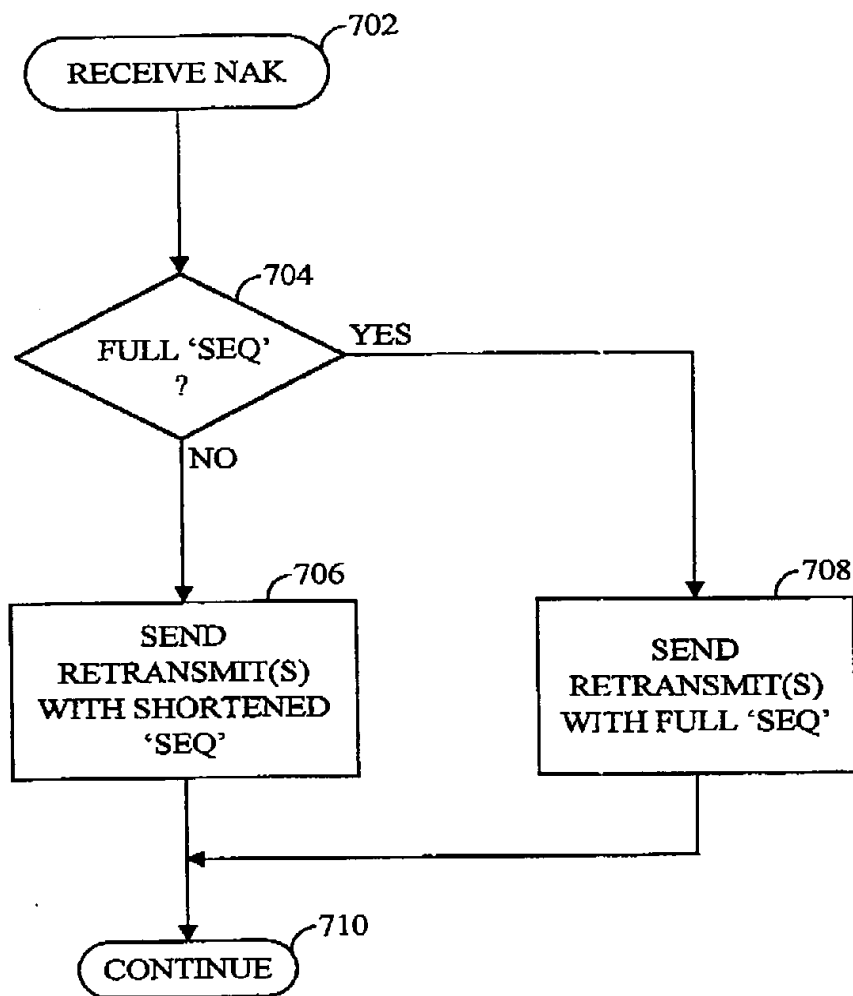 702
RECEIVE NAK
704
FULL ‘SEQ’
?
YES
NO
706
SEND
RETRANSMIT(S)
WITH SHORTENED
‘SEQ’
708
SEND
RETRANSMIT(S)
WITH FULL ‘SEQ’
710
CONTINUE